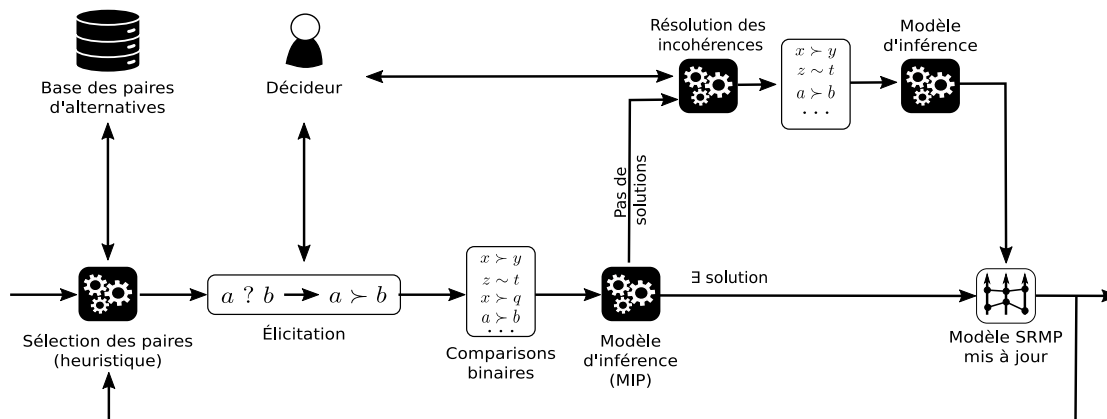 Base des paires
d'alternatives
Décideur
Résolution des
incohérences
x ≻ y
z ∼ t
a ≻ b
...
Modèle
d'inférence
Pas de
solutions
Sélection des paires
(heuristique)
a ? b → a ≻ b
Élicitation
x ≻ y
z ∼ t
x ≻ q
a ≻ b
...
Comparisons
binaires
Modèle
d'inférence
(MIP)
∃ solution
Modèle SRMP
mis à jour